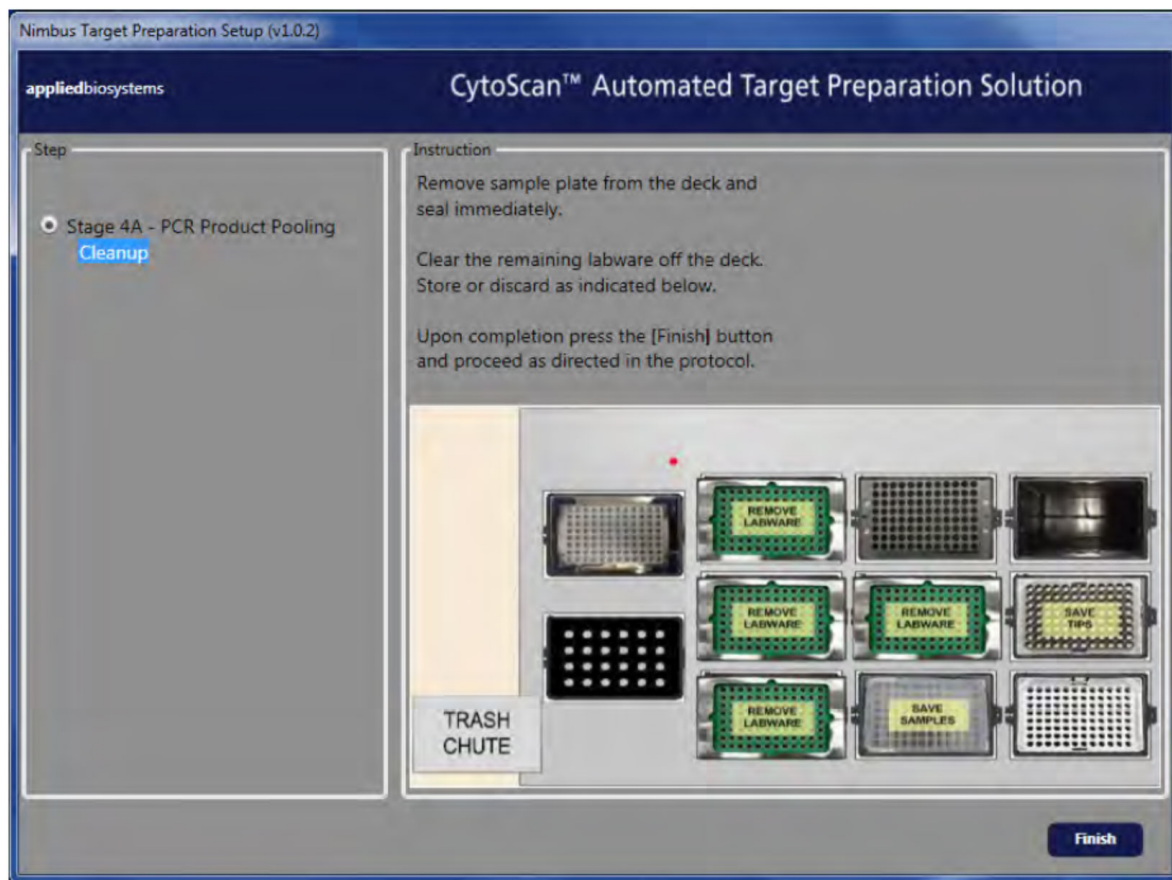 Nimbus Target Preparation Setup (v1.0.2)
appliedbiosystems
CytoScan™ Automated Target Preparation Solution
Step
Stage 4A - PCR Product Pooling
Cleanup
Instruction
Remove sample plate from the deck and
seal immediately.
Clear the remaining labware off the deck.
Store or discard as indicated below.
Upon completion press the [Finish] button
and proceed as directed in the protocol.
REMOVE
LABWARE
REMOVE
LABWARE
REMOVE
LABWARE
SAVE
TIPS
REMOVE
LABWARE
SAVE
SAMPLES
TRASH
CHUTE
Finish